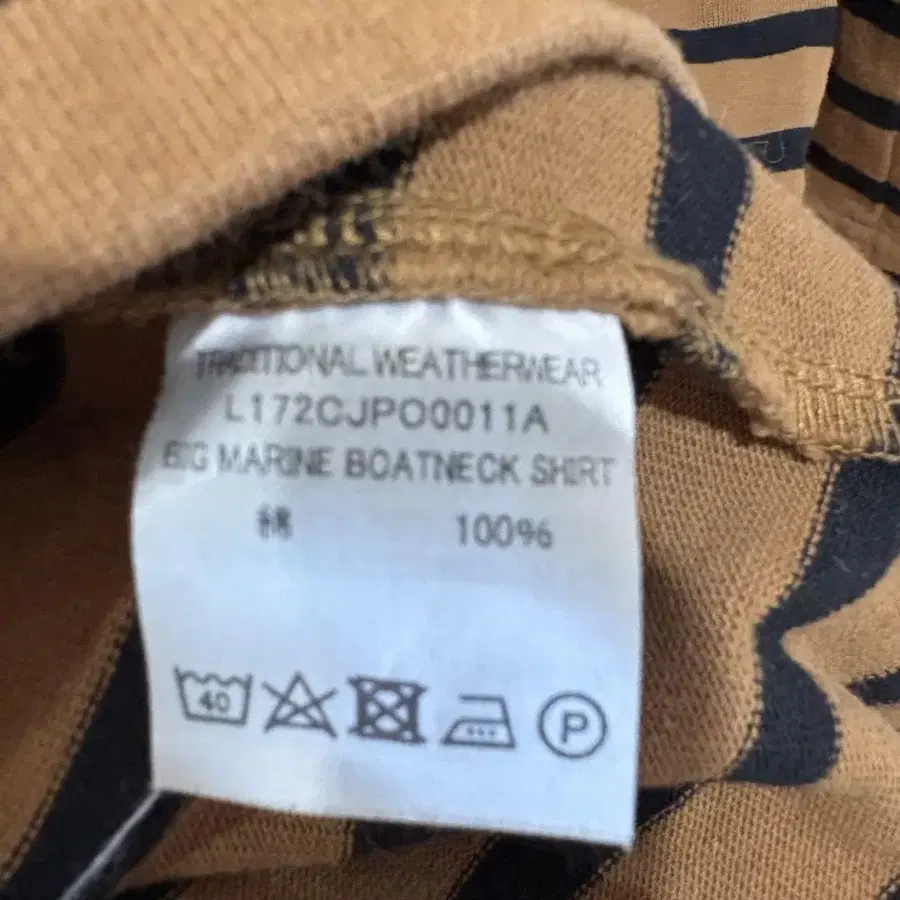 TRADITIONAL WEATHERWEAR
L172CJPO0011A
BIG MARINE BOATNECK SHIRT
綿 100%
40
P